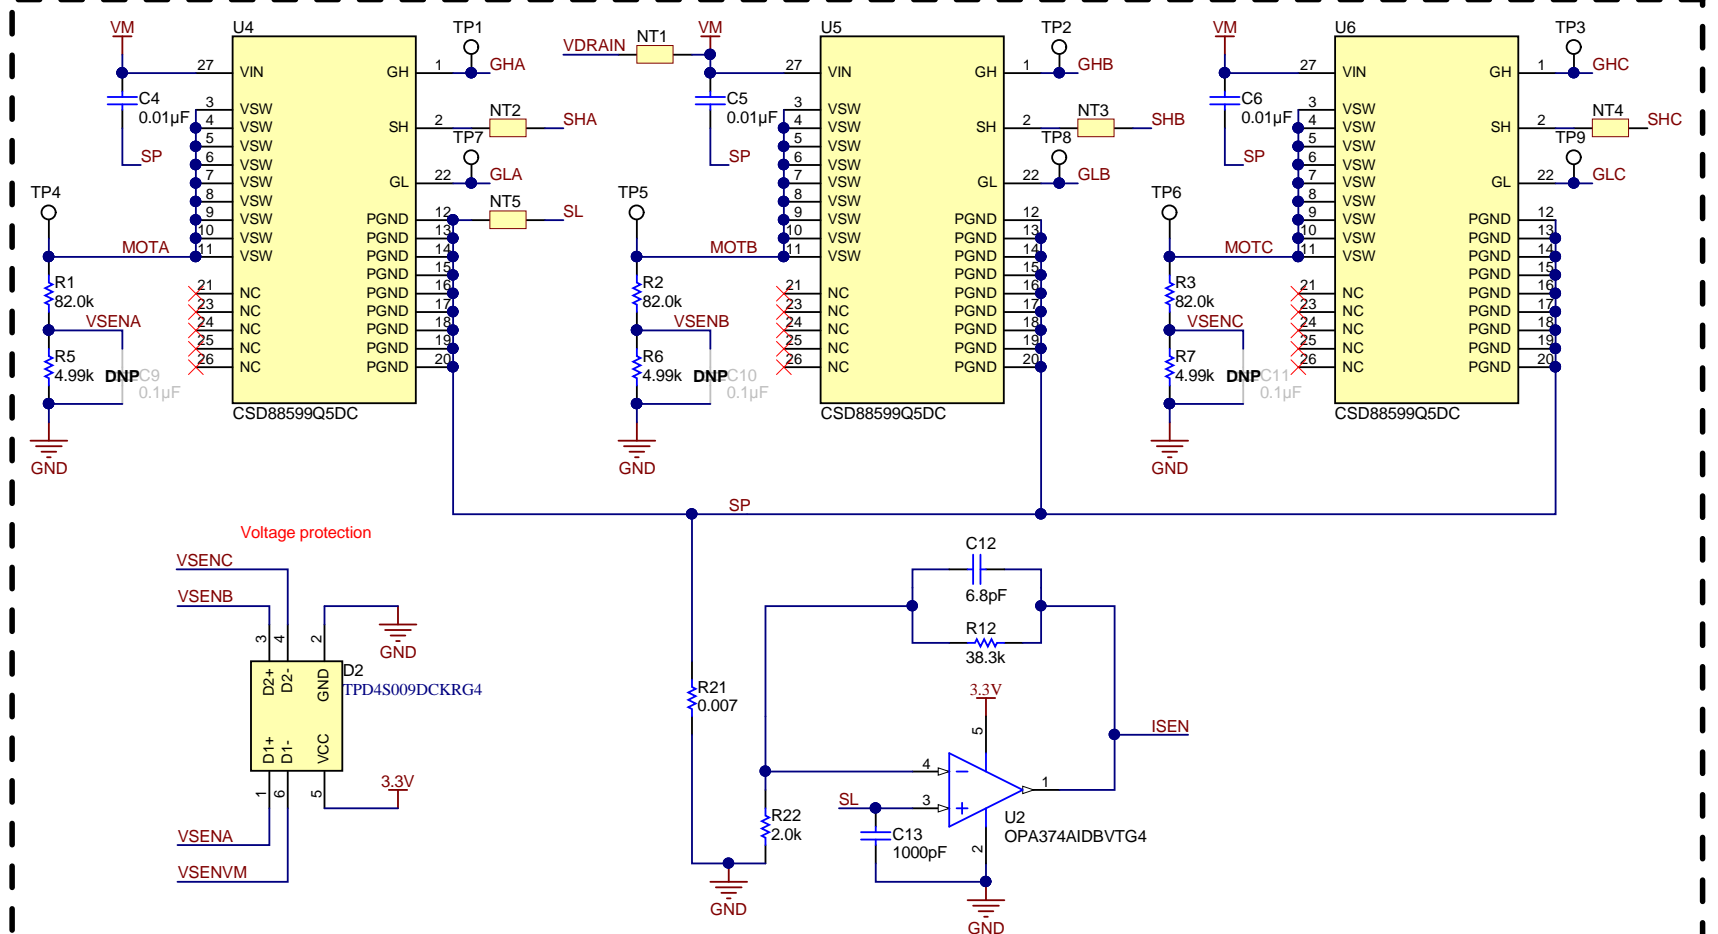 VM
U4
TP1
27
VIN
GH
1
GHA
C4
0.01µF
3
VSW
4
VSW
5
VSW
6
VSW
7
VSW
8
VSW
9
VSW
10
VSW
11
VSW
SH
2
NT2
SHA
TP7
GL
22
GLA
NT5
SL
SP
TP4
MOTA
PGND
12
PGND
13
PGND
14
PGND
15
PGND
16
PGND
17
PGND
18
PGND
19
PGND
20
R1
82.0k
VSENA
R5
4.99k
DNP
C9
0.1µF
21
NC
23
NC
24
NC
25
NC
26
NC
GND
CSD88599Q5DC
VDRAIN
NT1
VM
U5
TP2
27
VIN
GH
1
GHB
C5
0.01µF
3
VSW
4
VSW
5
VSW
6
VSW
7
VSW
8
VSW
9
VSW
10
VSW
11
VSW
SH
2
NT3
SHB
TP8
GL
22
GLB
SP
TP5
MOTB
PGND
12
PGND
13
PGND
14
PGND
15
PGND
16
PGND
17
PGND
18
PGND
19
PGND
20
R2
82.0k
VSENB
R6
4.99k
DNP
C10
0.1µF
21
NC
23
NC
24
NC
25
NC
26
NC
GND
CSD88599Q5DC
VM
U6
TP3
27
VIN
GH
1
GHC
C6
0.01µF
3
VSW
4
VSW
5
VSW
6
VSW
7
VSW
8
VSW
9
VSW
10
VSW
11
VSW
SH
2
NT4
SHC
TP9
GL
22
GLC
SP
TP6
MOTC
PGND
12
PGND
13
PGND
14
PGND
15
PGND
16
PGND
17
PGND
18
PGND
19
PGND
20
R3
82.0k
VSENC
R7
4.99k
DNP
C11
0.1µF
21
NC
23
NC
24
NC
25
NC
26
NC
GND
CSD88599Q5DC
SP
Voltage protection
VSENC
VSENB
3
4
2
GND
D2+
D2-
GND
D2
TPD4S009DCKRG4
D1+
D1-
VCC
1
6
5
3.3V
VSENA
VSENVM
R21
0.007
C12
6.8pF
R12
38.3k
3.3V
5
ISEN
4
1
SL
3
R22
2.0k
C13
1000pF
2
U2
OPA374AIDBVTG4
GND
GND